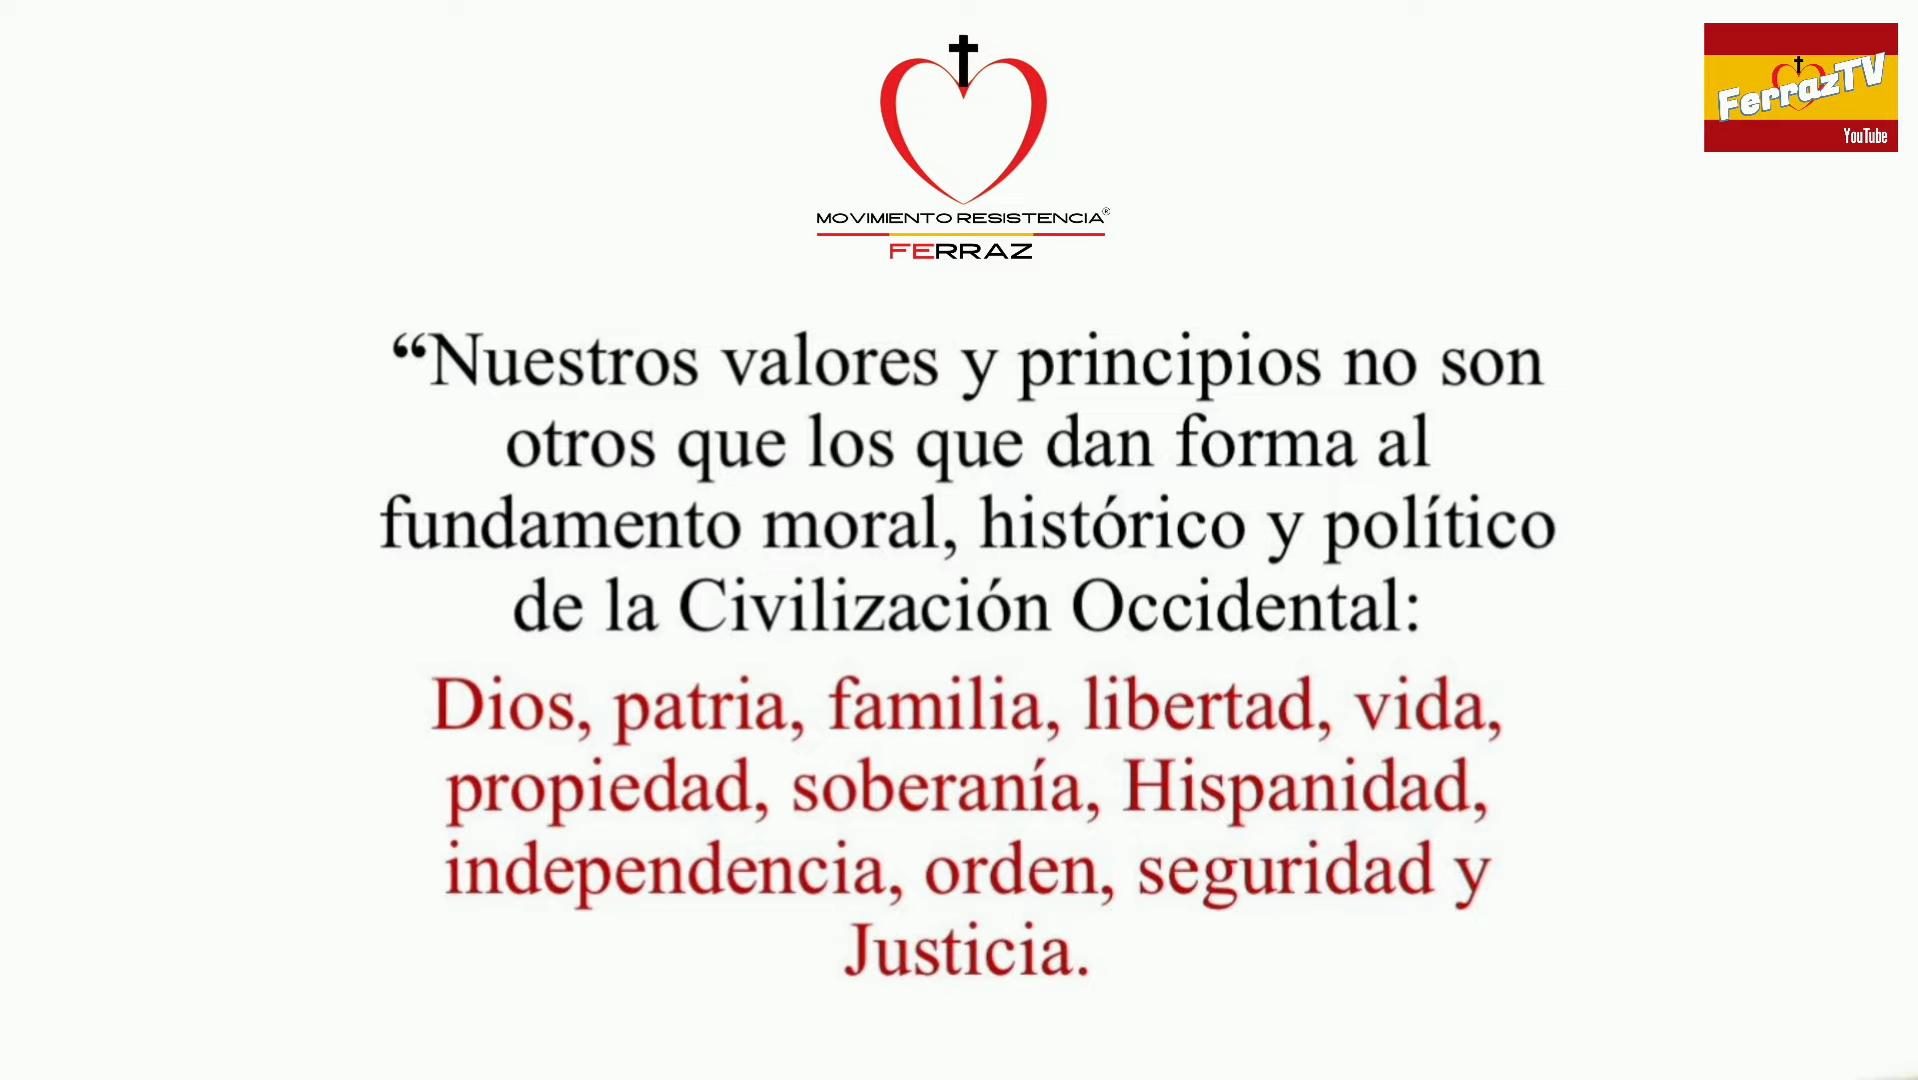 FerrazTV
YouTube
MOVIMIENTO RESISTENCIA®
FERRAZ
“Nuestros valores y principios no son
otros que los que dan forma al
fundamento moral, histórico y político
de la Civilización Occidental:
Dios, patria, familia, libertad, vida,
propiedad, soberanía, Hispanidad,
independencia, orden, seguridad y
Justicia.